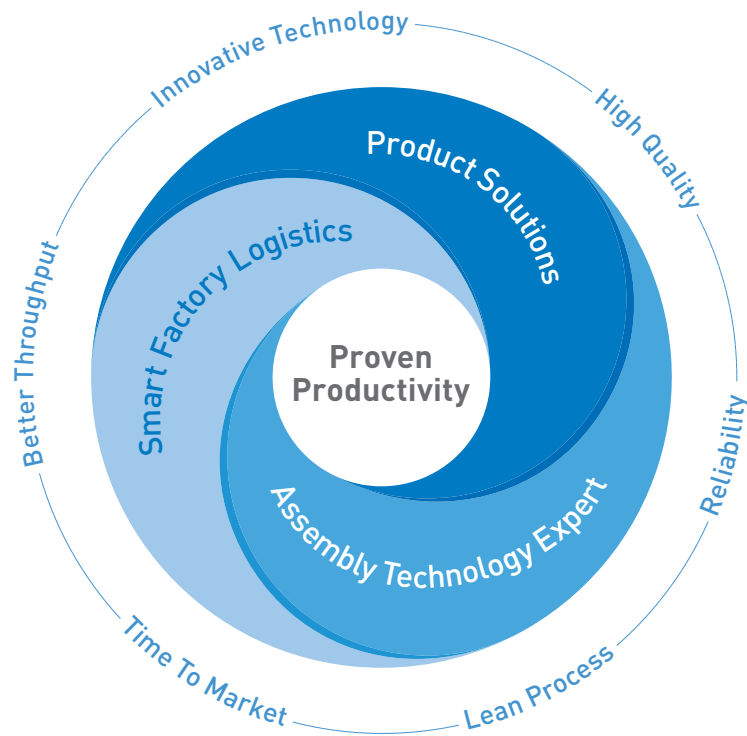 Innovative Technology
High Quality
Product Solutions
Smart Factory Logistics
Better Throughput
Proven
Productivity
Reliability
Assembly Technology Expert
Time To Market
Lean Process